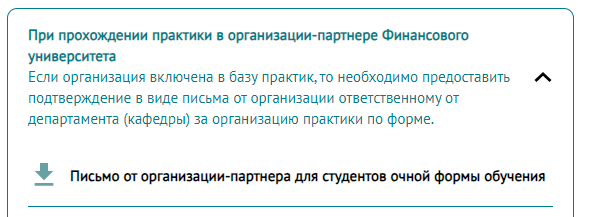 При прохождении практики в организации-партнере Финансового
университета
Если организация включена в базу практик, то необходимо предоставить
подтверждение в виде письма от организации ответственному от
департамента (кафедры) за организацию практики по форме.
Письмо от организации-партнера для студентов очной формы обучения